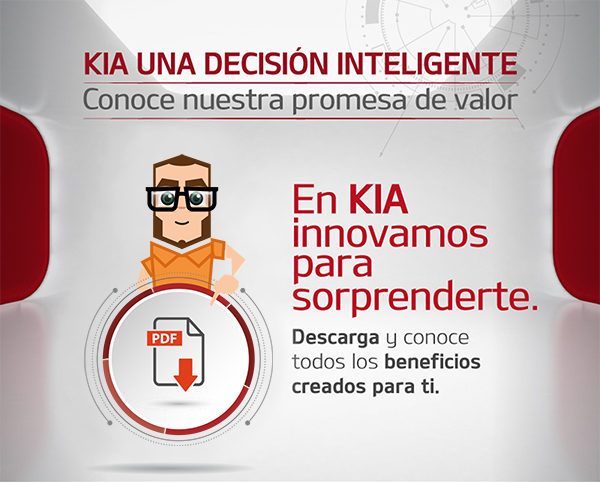 KIA UNA DECISIÓN INTELIGENTE
Conoce nuestra promesa de valor
En KIA
innovamos
para
sorprenderte.
Descarga y conoce
todos los beneficios
creados para ti.
PDF